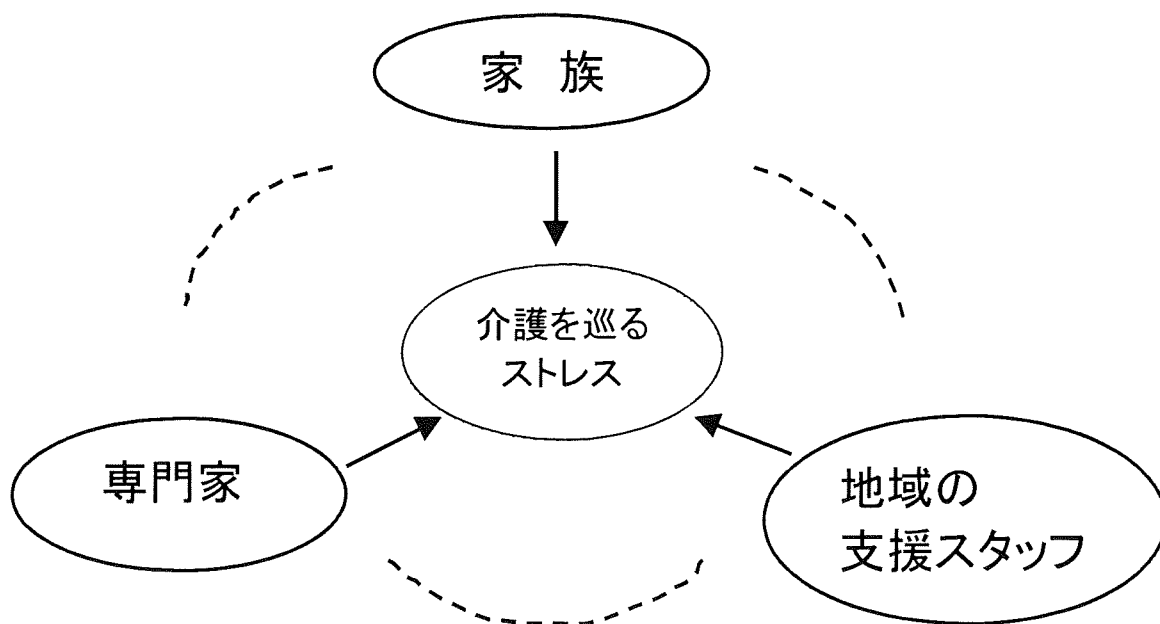 家 族
介護を巡る
ストレス
専門家
地域の
支援スタッフ